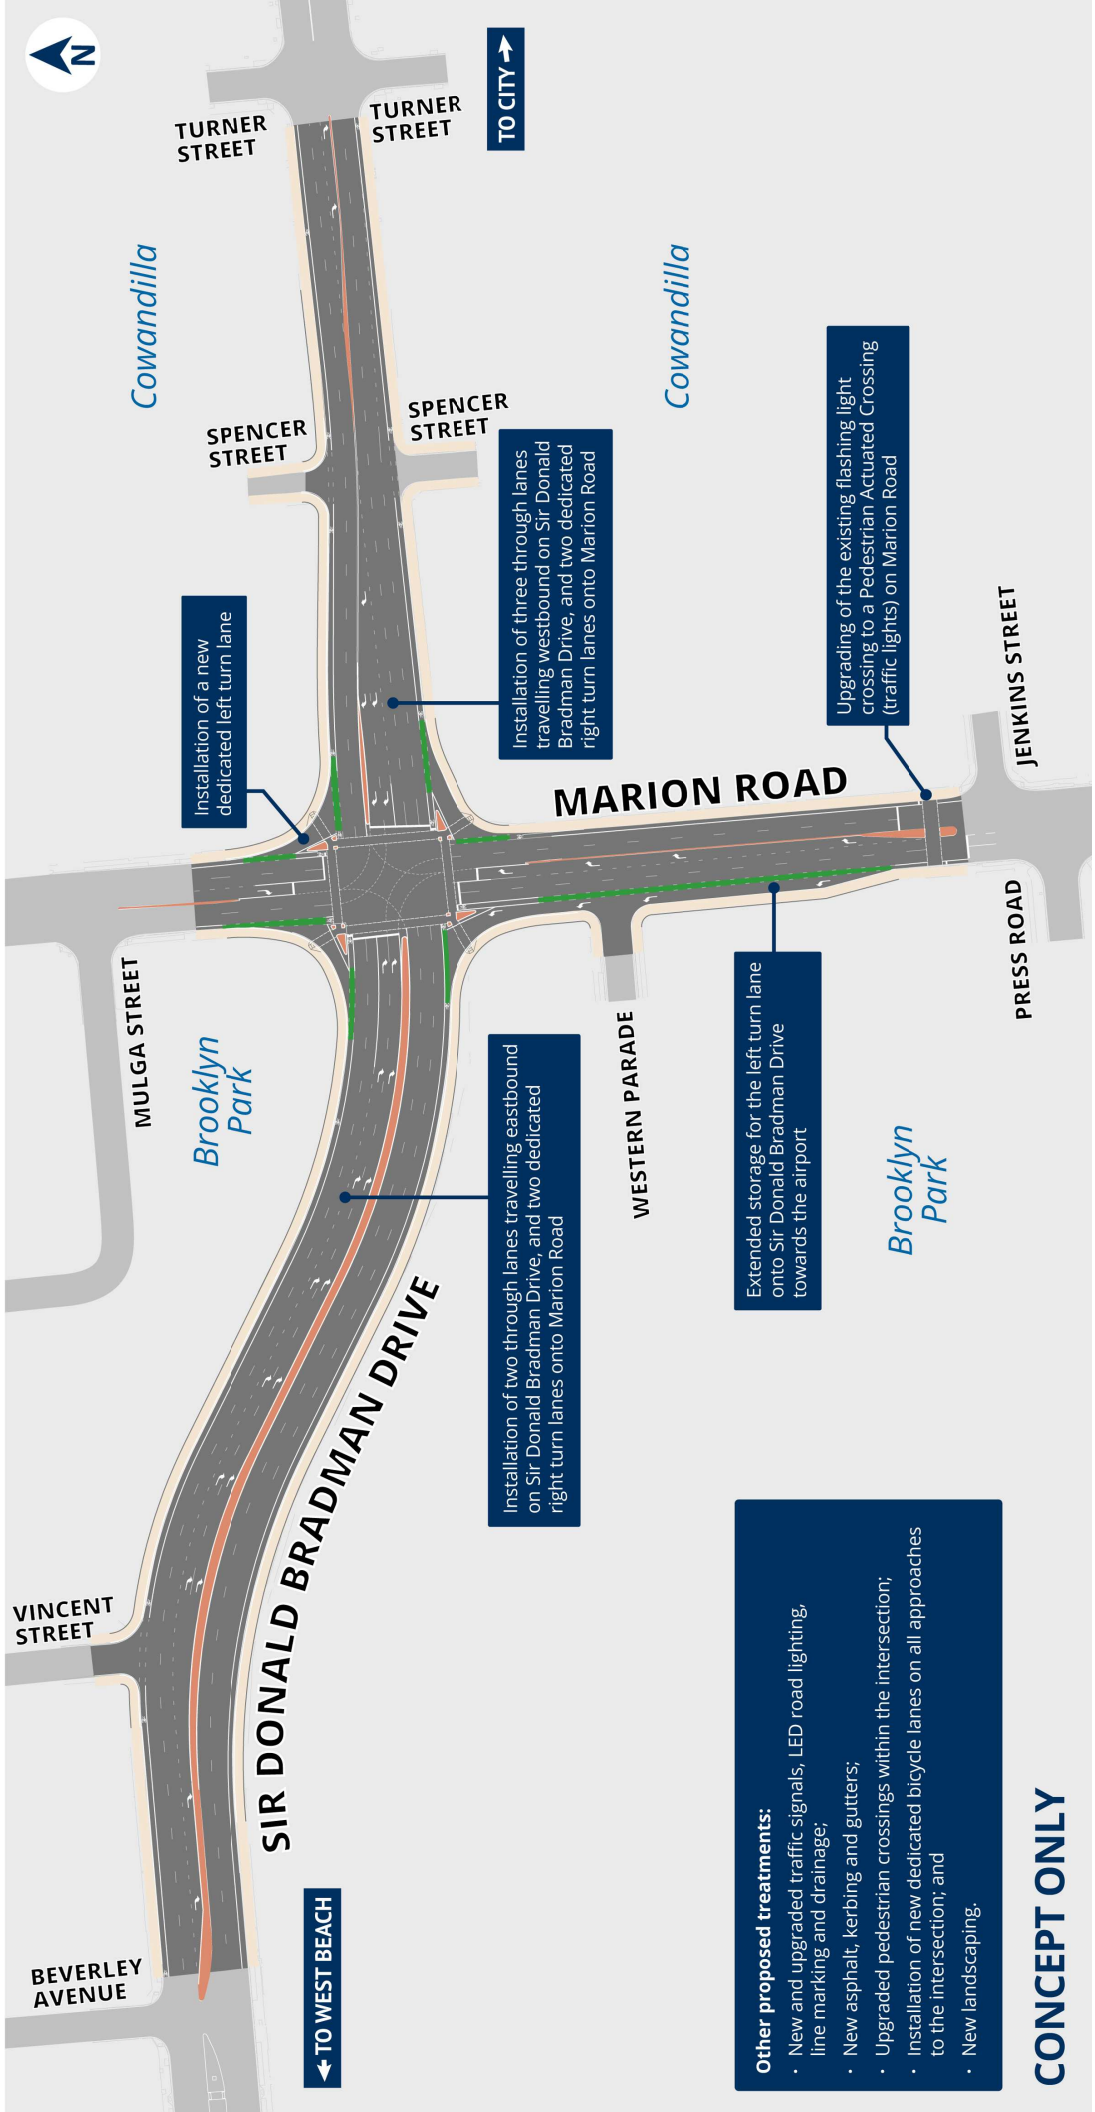 BEVERLEY
AVENUE
VINCENT
STREET
MULGA STREET
Brooklyn
Park
Installation of a new
dedicated left turn lane
SPENCER
STREET
Cowandilla
TURNER
STREET
N
← TO WEST BEACH
SIR DONALD BRADMAN DRIVE
SPENCER
STREET
TURNER
STREET
TO CITY →
Installation of two through lanes travelling eastbound
on Sir Donald Bradman Drive, and two dedicated
right turn lanes onto Marion Road
Installation of three through lanes
travelling westbound on Sir Donald
Bradman Drive, and two dedicated
right turn lanes onto Marion Road
WESTERN PARADE
MARION ROAD
Cowandilla
Other proposed treatments:
· New and upgraded traffic signals, LED road lighting,
line marking and drainage;
· New asphalt, kerbing and gutters;
· Upgraded pedestrian crossings within the intersection;
· Installation of new dedicated bicycle lanes on all approaches
to the intersection; and
· New landscaping.
Extended storage for the left turn lane
onto Sir Donald Bradman Drive
towards the airport
Upgrading of the existing flashing light
crossing to a Pedestrian Actuated Crossing
(traffic lights) on Marion Road
Brooklyn
Park
PRESS ROAD
JENKINS STREET
CONCEPT ONLY